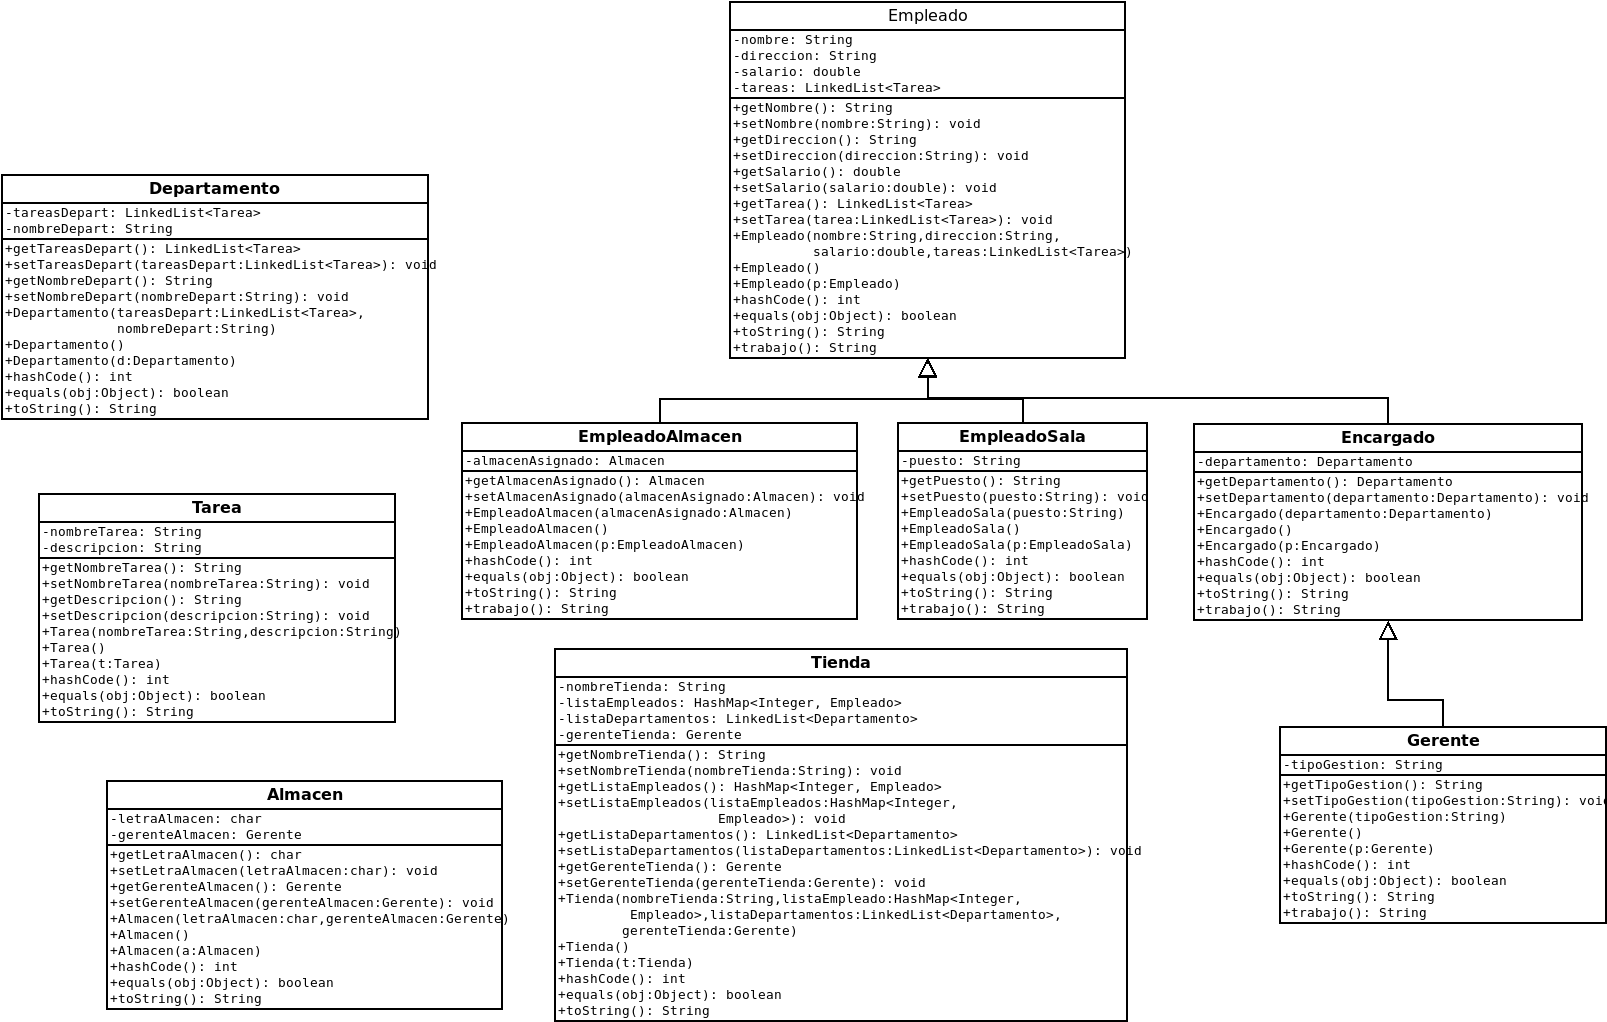 Empleado
-nombre: String
-direccion: String
-salario: double
-tareas: LinkedList<Tarea>
+getNombre(): String
+setNombre(nombre:String): void
+getDireccion(): String
+setDireccion(direccion:String): void
+getSalario(): double
+setSalario(salario:double): void
+getTarea(): LinkedList<Tarea>
+setTarea(tarea:LinkedList<Tarea>): void
+Empleado(nombre:String,direccion:String,
salario:double,tareas:LinkedList<Tarea>)
+Empleado()
+Empleado(p:Empleado)
+hashCode(): int
+equals(obj:Object): boolean
+toString(): String
+trabajo(): String
Departamento
-tareasDepart: LinkedList<Tarea>
-nombreDepart: String
+getTareasDepart(): LinkedList<Tarea>
+setTareasDepart(tareasDepart:LinkedList<Tarea>): void
+getNombreDepart(): String
+setNombreDepart(nombreDepart:String): void
+Departamento(tareasDepart:LinkedList<Tarea>,
nombreDepart:String)
+Departamento()
+Departamento(d:Departamento)
+hashCode(): int
+equals(obj:Object): boolean
+toString(): String
EmpleadoAlmacen
-almacenAsignado: Almacen
+getAlmacenAsignado(): Almacen
+setAlmacenAsignado(almacenAsignado:Almacen): void
+EmpleadoAlmacen(almacenAsignado:Almacen)
+EmpleadoAlmacen()
+EmpleadoAlmacen(p:EmpleadoAlmacen)
+hashCode(): int
+equals(obj:Object): boolean
+toString(): String
+trabajo(): String
EmpleadoSala
-puesto: String
+getPuesto(): String
+setPuesto(puesto:String): void
+EmpleadoSala(puesto:String)
+EmpleadoSala()
+EmpleadoSala(p:EmpleadoSala)
+hashCode(): int
+equals(obj:Object): boolean
+toString(): String
+trabajo(): String
Encargado
-departamento: Departamento
+getDepartamento(): Departamento
+setDepartamento(departamento:Departamento): void
+Encargado(departamento:Departamento)
+Encargado()
+Encargado(p:Encargado)
+hashCode(): int
+equals(obj:Object): boolean
+toString(): String
+trabajo(): String
Tarea
-nombreTarea: String
-descripcion: String
+getNombreTarea(): String
+setNombreTarea(nombreTarea:String): void
+getDescripcion(): String
+setDescripcion(descripcion:String): void
+Tarea(nombreTarea:String,descripcion:String)
+Tarea()
+Tarea(t:Tarea)
+hashCode(): int
+equals(obj:Object): boolean
+toString(): String
Tienda
-nombreTienda: String
-listaEmpleados: HashMap<Integer, Empleado>
-listaDepartamentos: LinkedList<Departamento>
-gerenteTienda: Gerente
+getNombreTienda(): String
+setNombreTienda(nombreTienda:String): void
+getListaEmpleados(): HashMap<Integer, Empleado>
+setListaEmpleados(listaEmpleados:HashMap<Integer,
Empleado>): void
+getListaDepartamentos(): LinkedList<Departamento>
+setListaDepartamentos(listaDepartamentos:LinkedList<Departamento>): void
+getGerenteTienda(): Gerente
+setGerenteTienda(gerenteTienda:Gerente): void
+Tienda(nombreTienda:String,listaEmpleado:HashMap<Integer,
Empleado>,listaDepartamentos:LinkedList<Departamento>,
gerenteTienda:Gerente)
+Tienda()
+Tienda(t:Tienda)
+hashCode(): int
+equals(obj:Object): boolean
+toString(): String
Gerente
-tipoGestion: String
+getTipoGestion(): String
+setTipoGestion(tipoGestion:String): void
+Gerente(tipoGestion:String)
+Gerente()
+Gerente(p:Gerente)
+hashCode(): int
+equals(obj:Object): boolean
+toString(): String
+trabajo(): String
Almacen
-letraAlmacen: char
-gerenteAlmacen: Gerente
+getLetraAlmacen(): char
+setLetraAlmacen(letraAlmacen:char): void
+getGerenteAlmacen(): Gerente
+setGerenteAlmacen(gerenteAlmacen:Gerente): void
+Almacen(letraAlmacen:char,gerenteAlmacen:Gerente)
+Almacen()
+Almacen(a:Almacen)
+hashCode(): int
+equals(obj:Object): boolean
+toString(): String